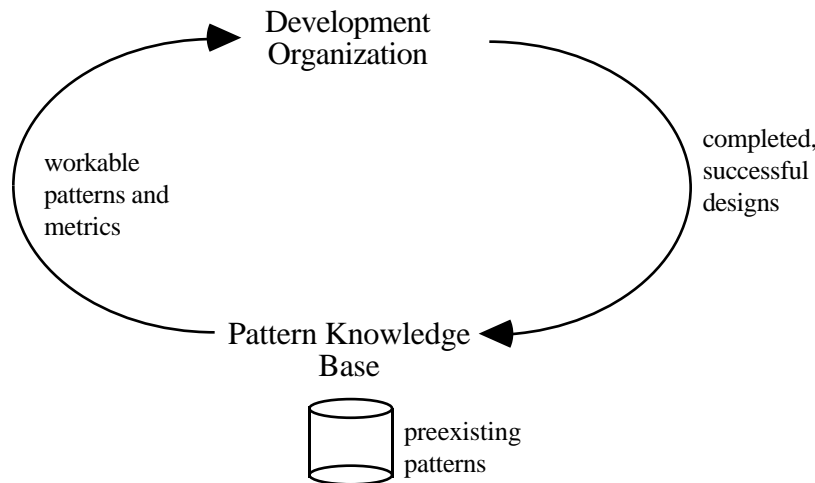 Development
Organization
workable
patterns and
metrics
completed,
successful
designs
Pattern Knowledge
Base
preexisting
patterns